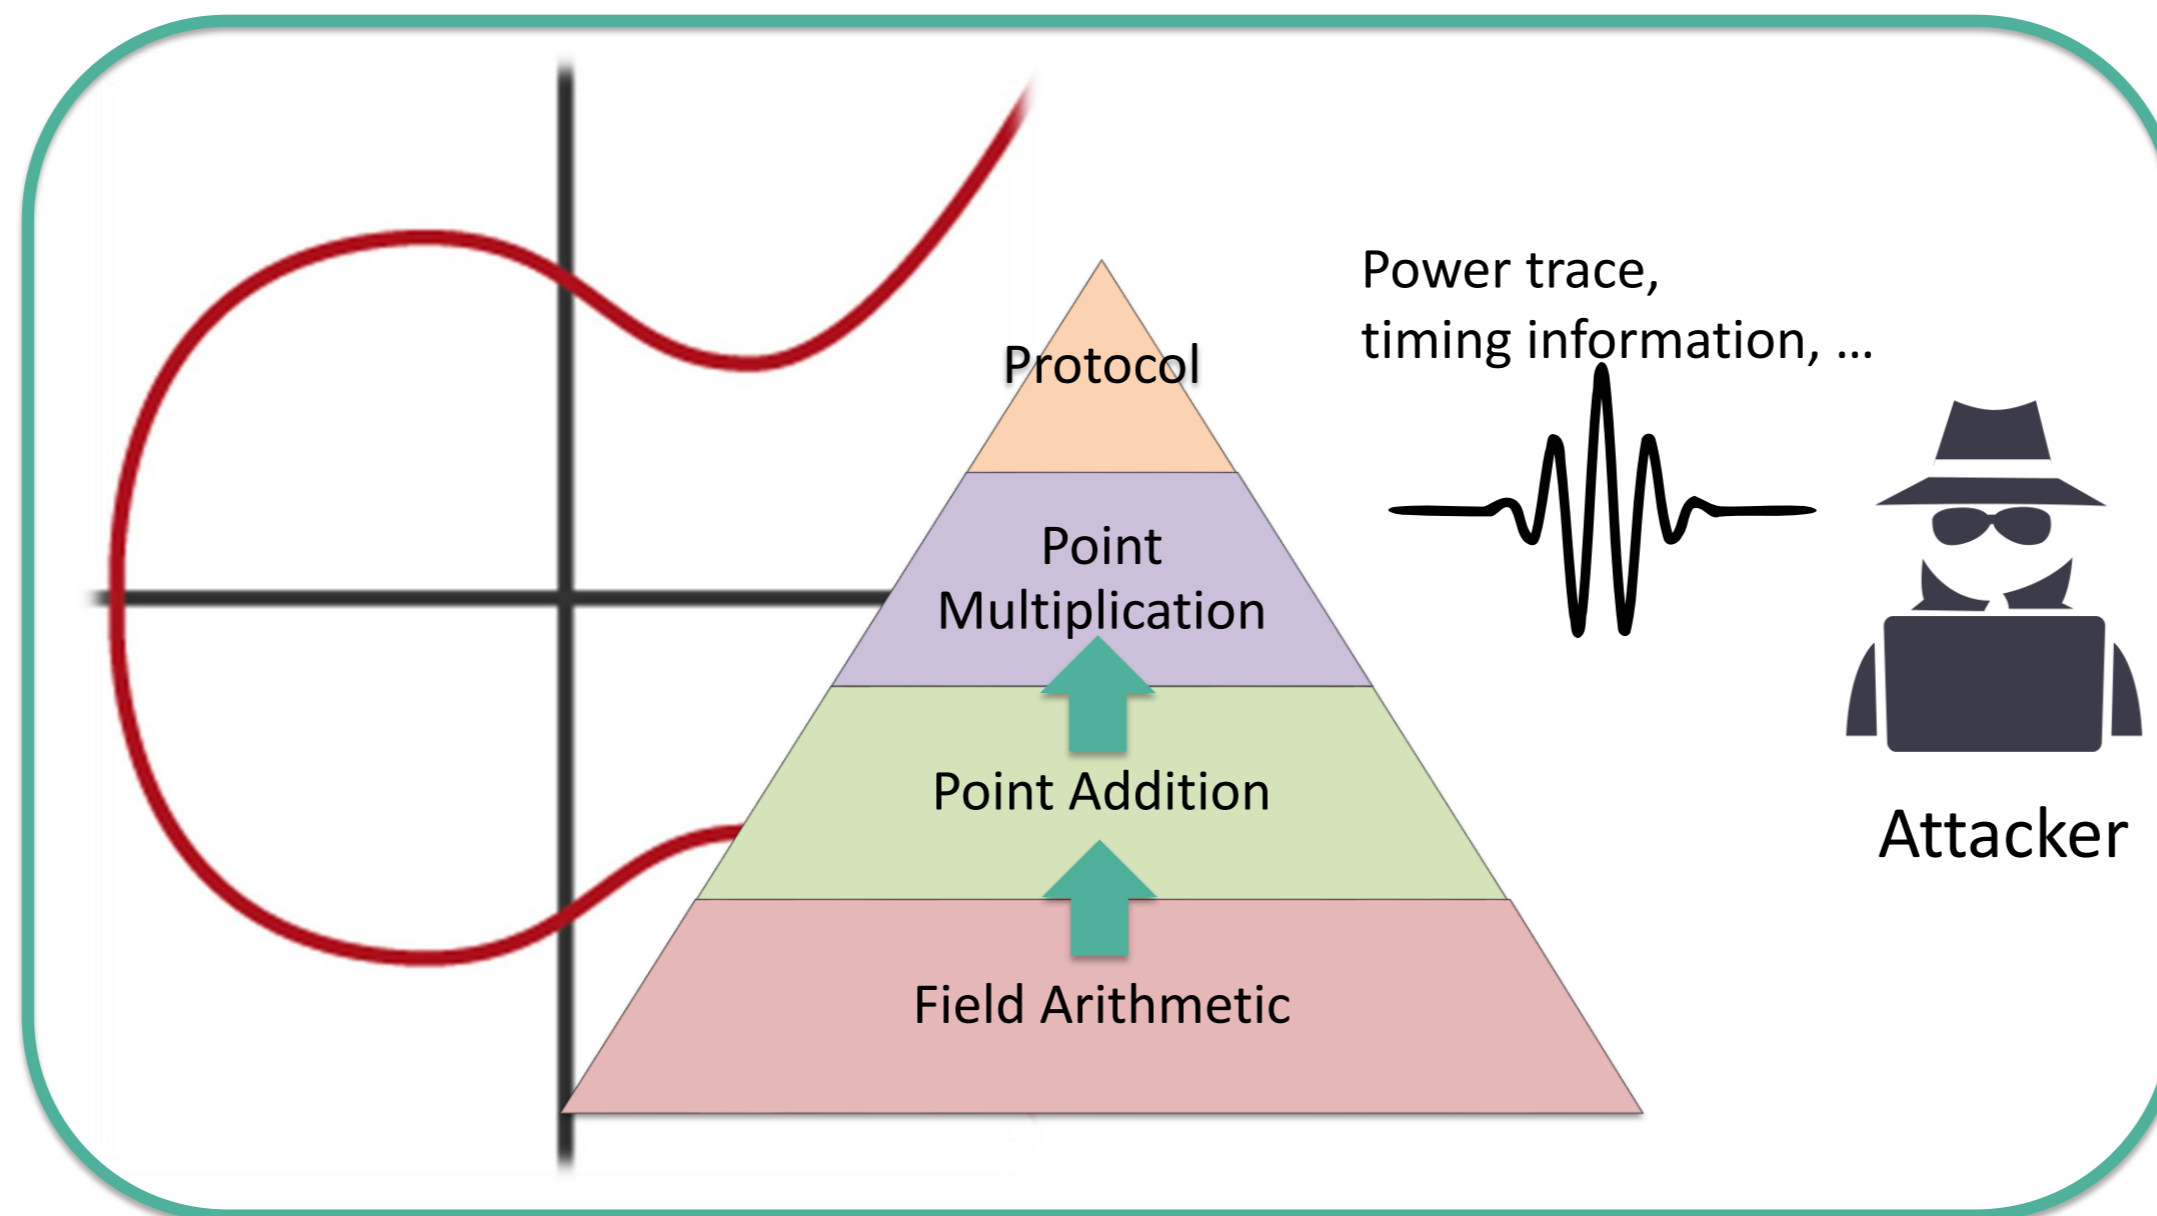 Power trace,
timing information, ...
Protocol
Point
Multiplication
Point Addition
Field Arithmetic
Attacker